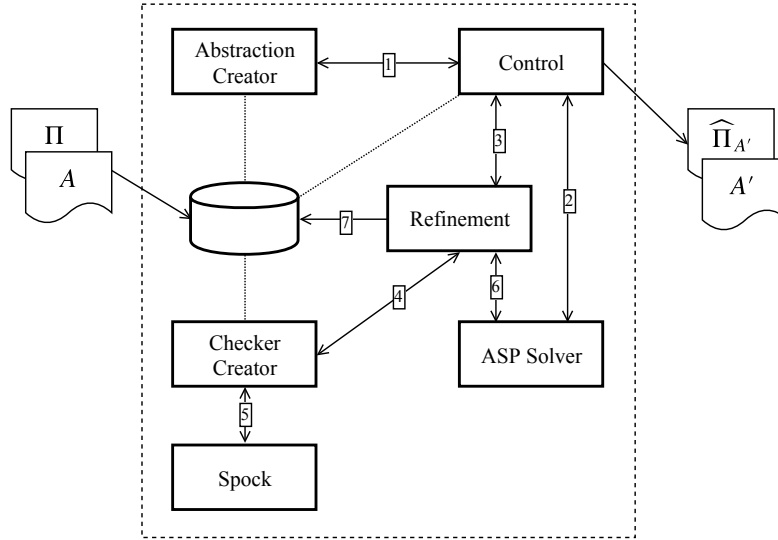 Abstraction
Creator
1
Control
Π
A
3
Π̂_{A′}
A′
7
Refinement
2
4
6
Checker
Creator
ASP Solver
5
Spock